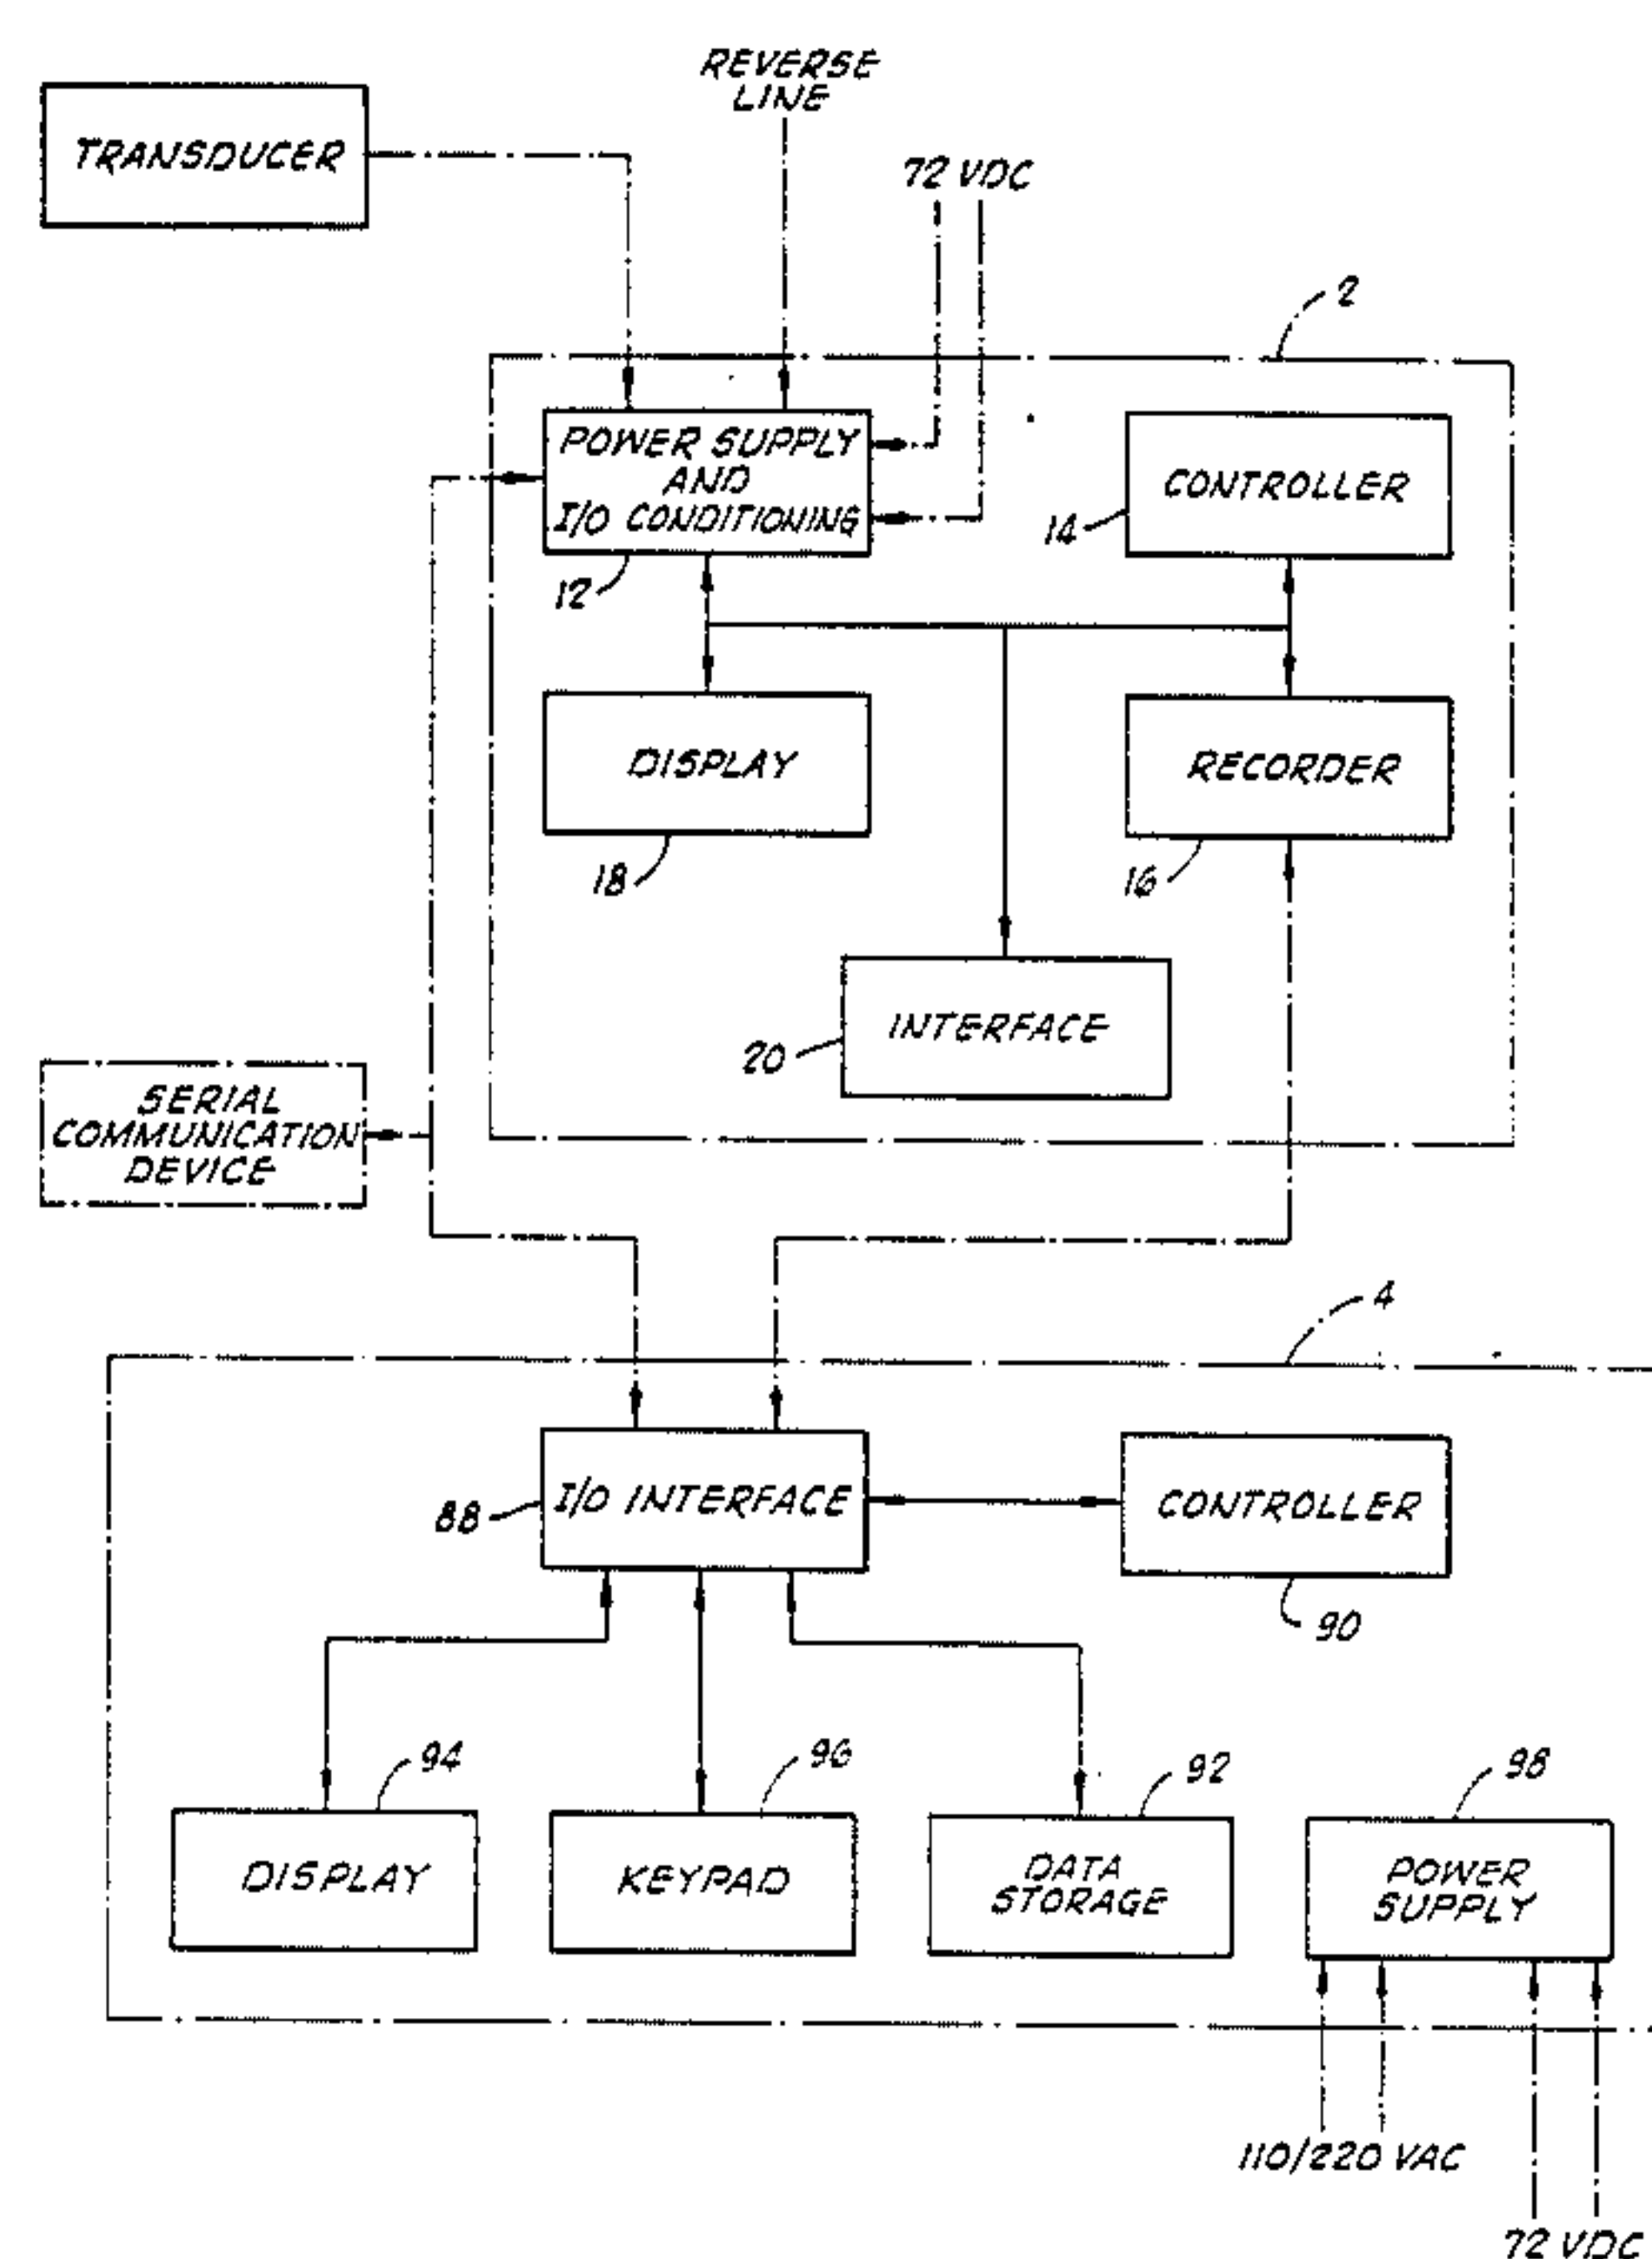 REVERSE
LINE
TRANSDUCER
72 VDC
2
POWER SUPPLY
AND
I/O CONDITIONING
CONTROLLER
14
12
DISPLAY
RECORDER
18
16
INTERFACE
20
SERIAL
COMMUNICATION
DEVICE
4
I/O INTERFACE
CONTROLLER
88
90
94
96
92
98
DISPLAY
KEYPAD
DATA
STORAGE
POWER
SUPPLY
110/220 VAC
72 VDC